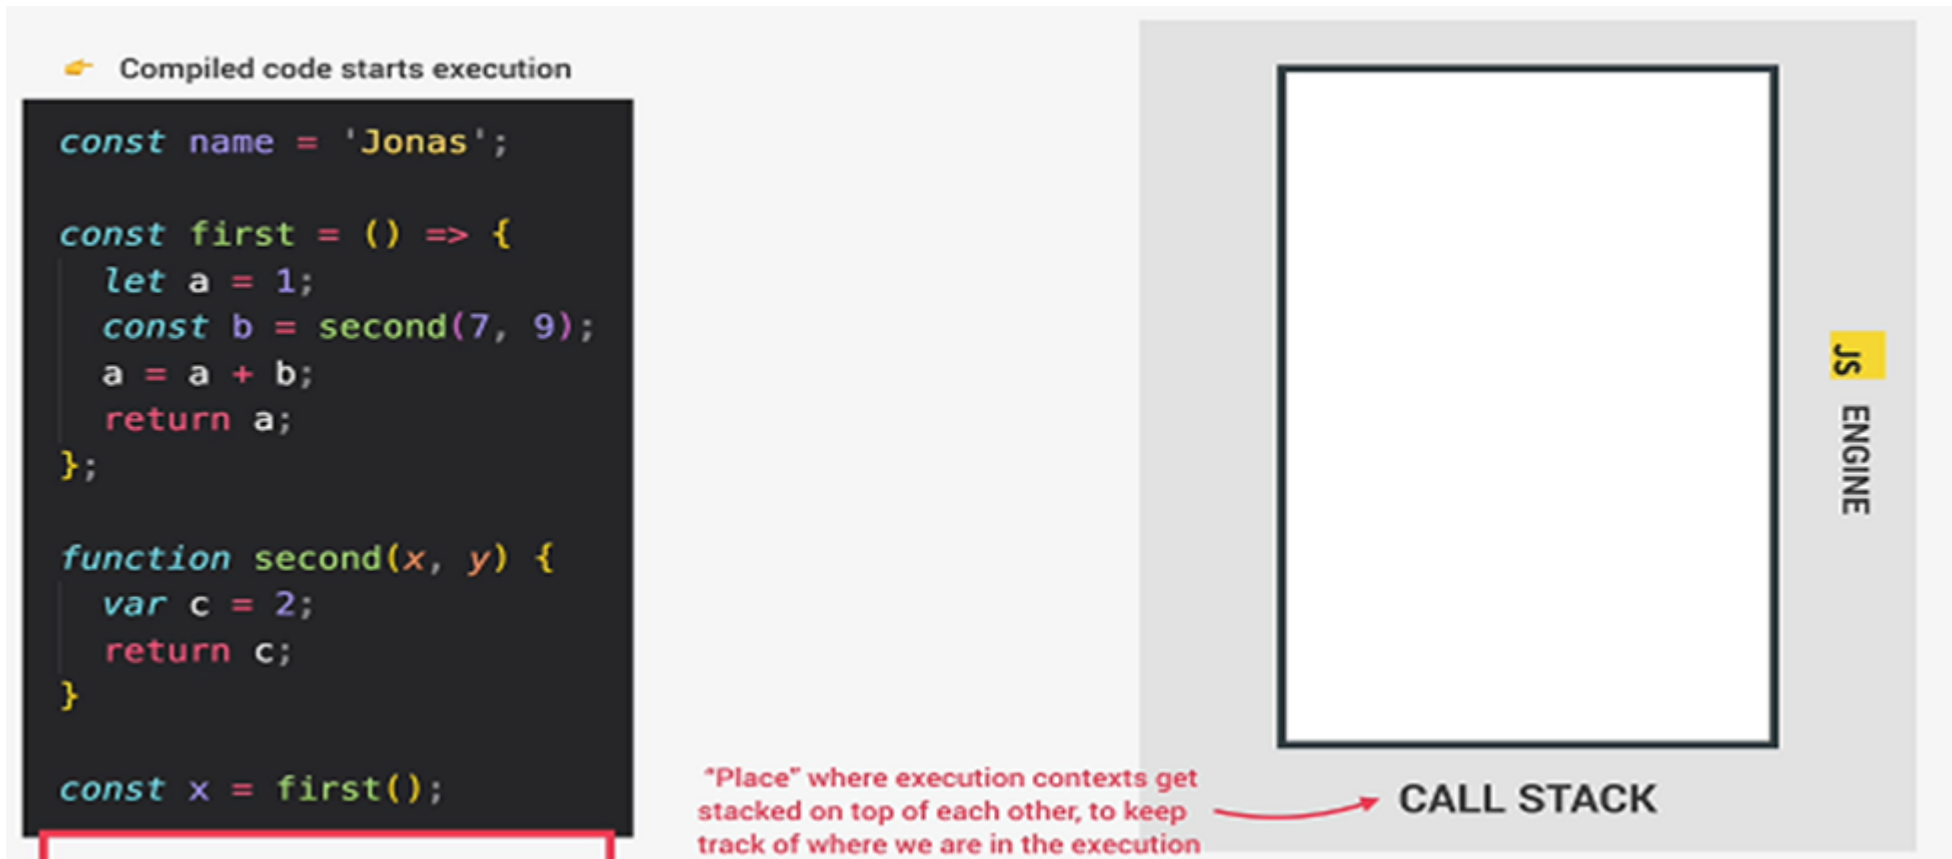 👉 Compiled code starts execution
const name = 'Jonas';
const first = () => {
let a = 1;
const b = second(7, 9);
a = a + b;
return a;
};
function second(x, y) {
var c = 2;
return c;
}
const x = first();
"Place" where execution contexts get
stacked on top of each other, to keep
track of where we are in the execution
CALL STACK
JS ENGINE